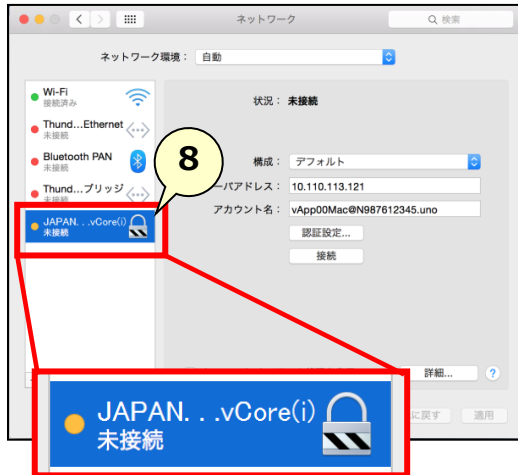 ネットワーク
検索
ネットワーク環境： 自動
Wi-Fi
接続済み
Thund...Ethernet
未接続
Bluetooth PAN
未接続
Thund...ブリッジ
未接続
JAPAN. . .vCore(i)
未接続
8
状況： 未接続
構成： デフォルト
バアドレス： 10.110.113.121
アカウント名： vApp00Mac@N987612345.uno
認証設定...
接続
詳細... ?
に戻す 適用
JAPAN. . .vCore(i)
未接続